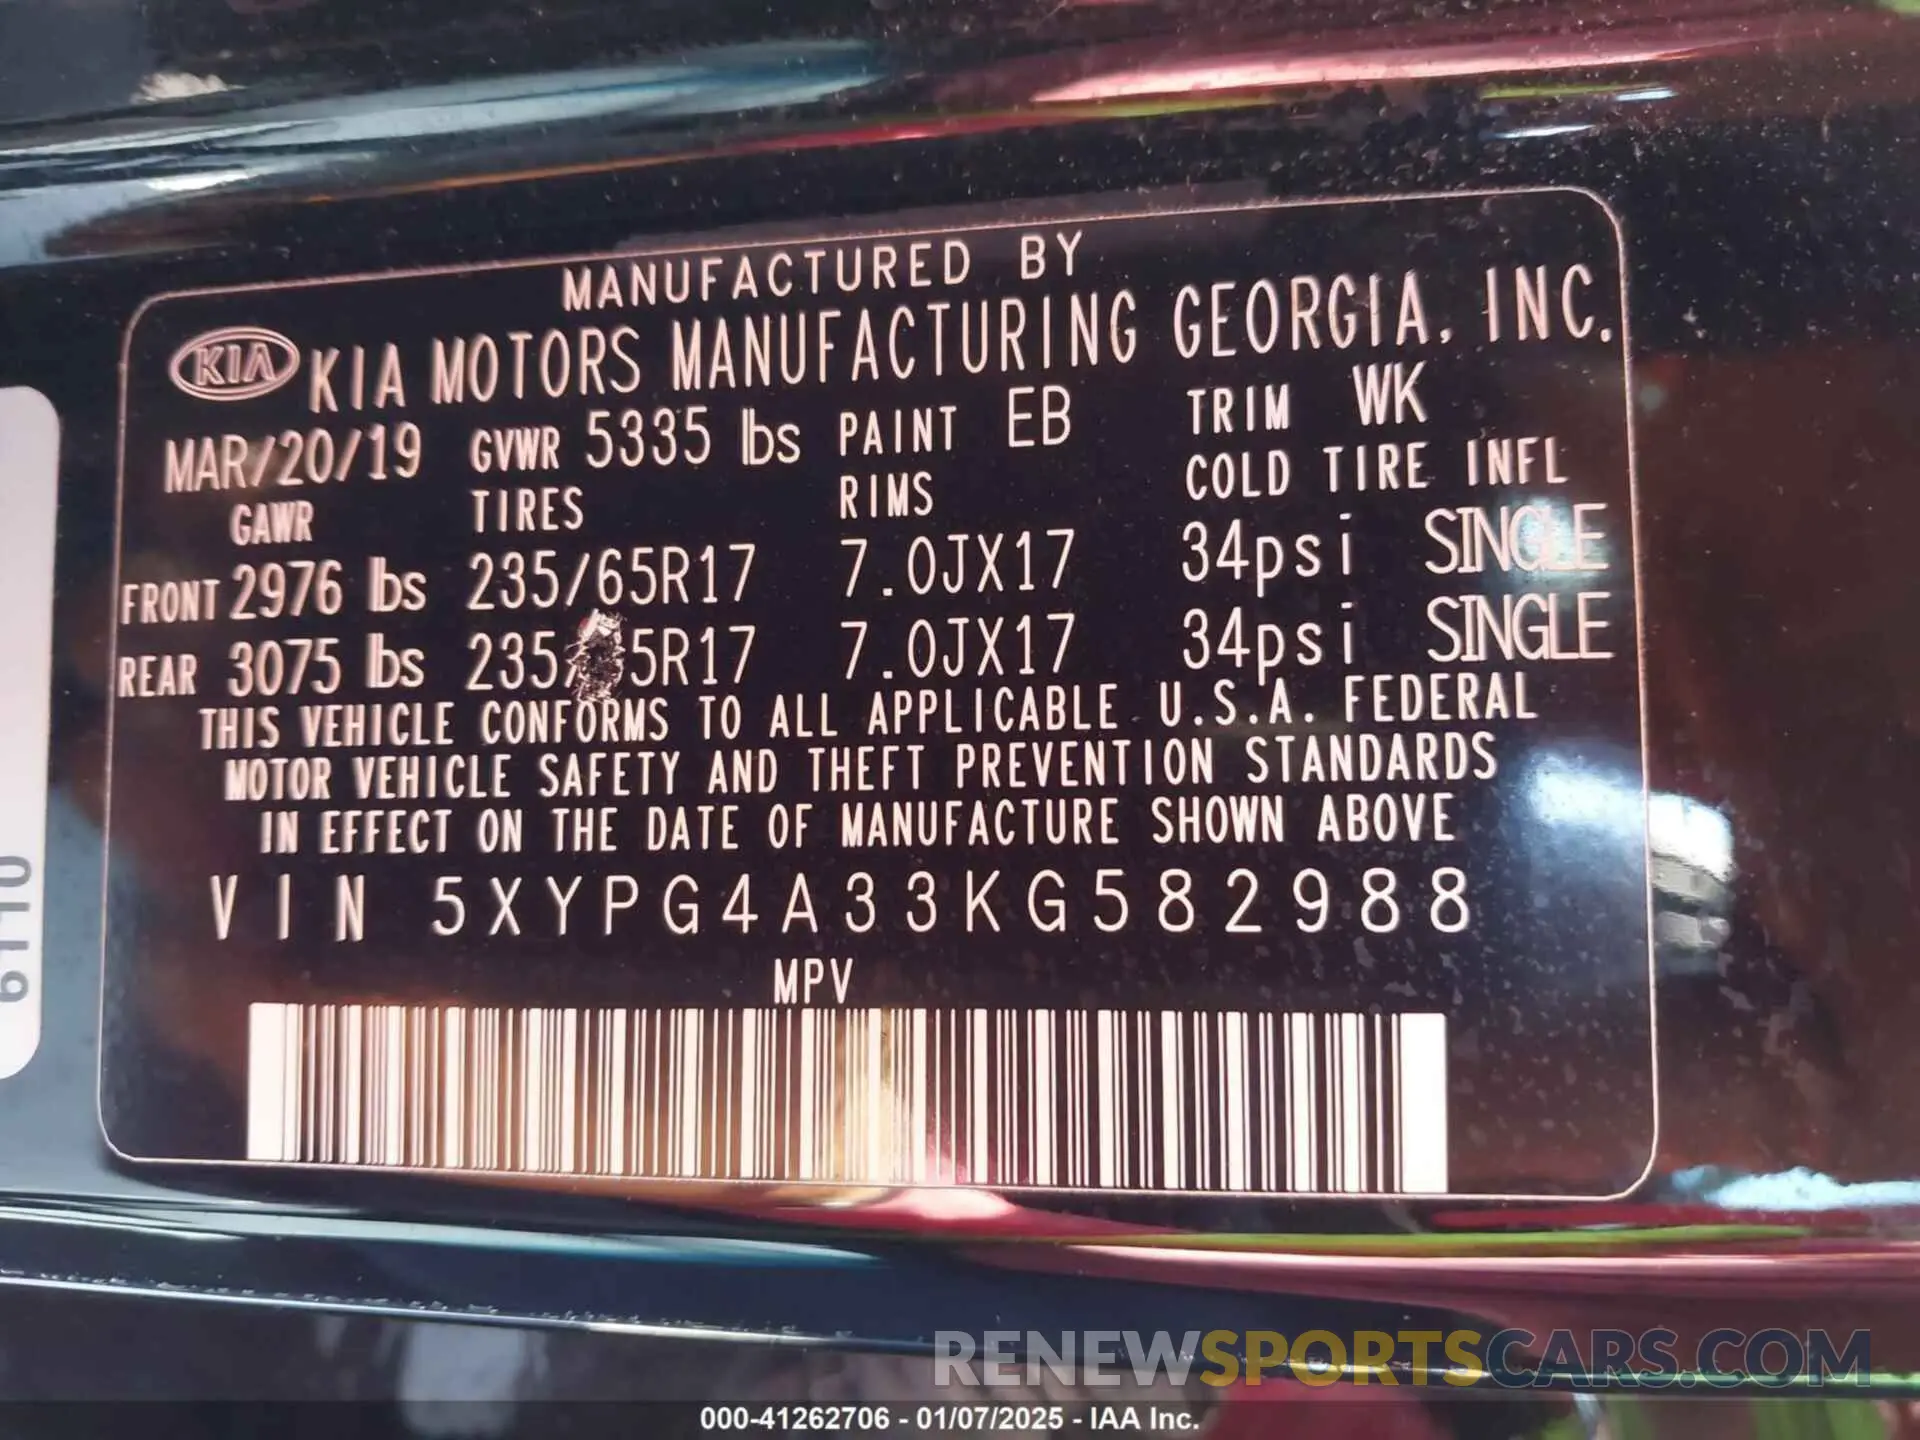 MANUFACTURED BY
KIA KIA MOTORS MANUFACTURING GEORGIA, INC.
MAR/20/19 GVWR 5335 lbs PAINT EB TRIM WK
GAWR TIRES RIMS COLD TIRE INFL
FRONT 2976 lbs 235/65R17 7.0JX17 34psi SINGLE
REAR 3075 lbs 235/ 5R17 7.0JX17 34psi SINGLE
THIS VEHICLE CONFORMS TO ALL APPLICABLE U.S.A. FEDERAL
MOTOR VEHICLE SAFETY AND THEFT PREVENTION STANDARDS
IN EFFECT ON THE DATE OF MANUFACTURE SHOWN ABOVE
VIN 5XYPG4A33KG582988
MPV
RENEWSPORTSCARS.COM
000-41262706 - 01/07/2025 - IAA Inc.